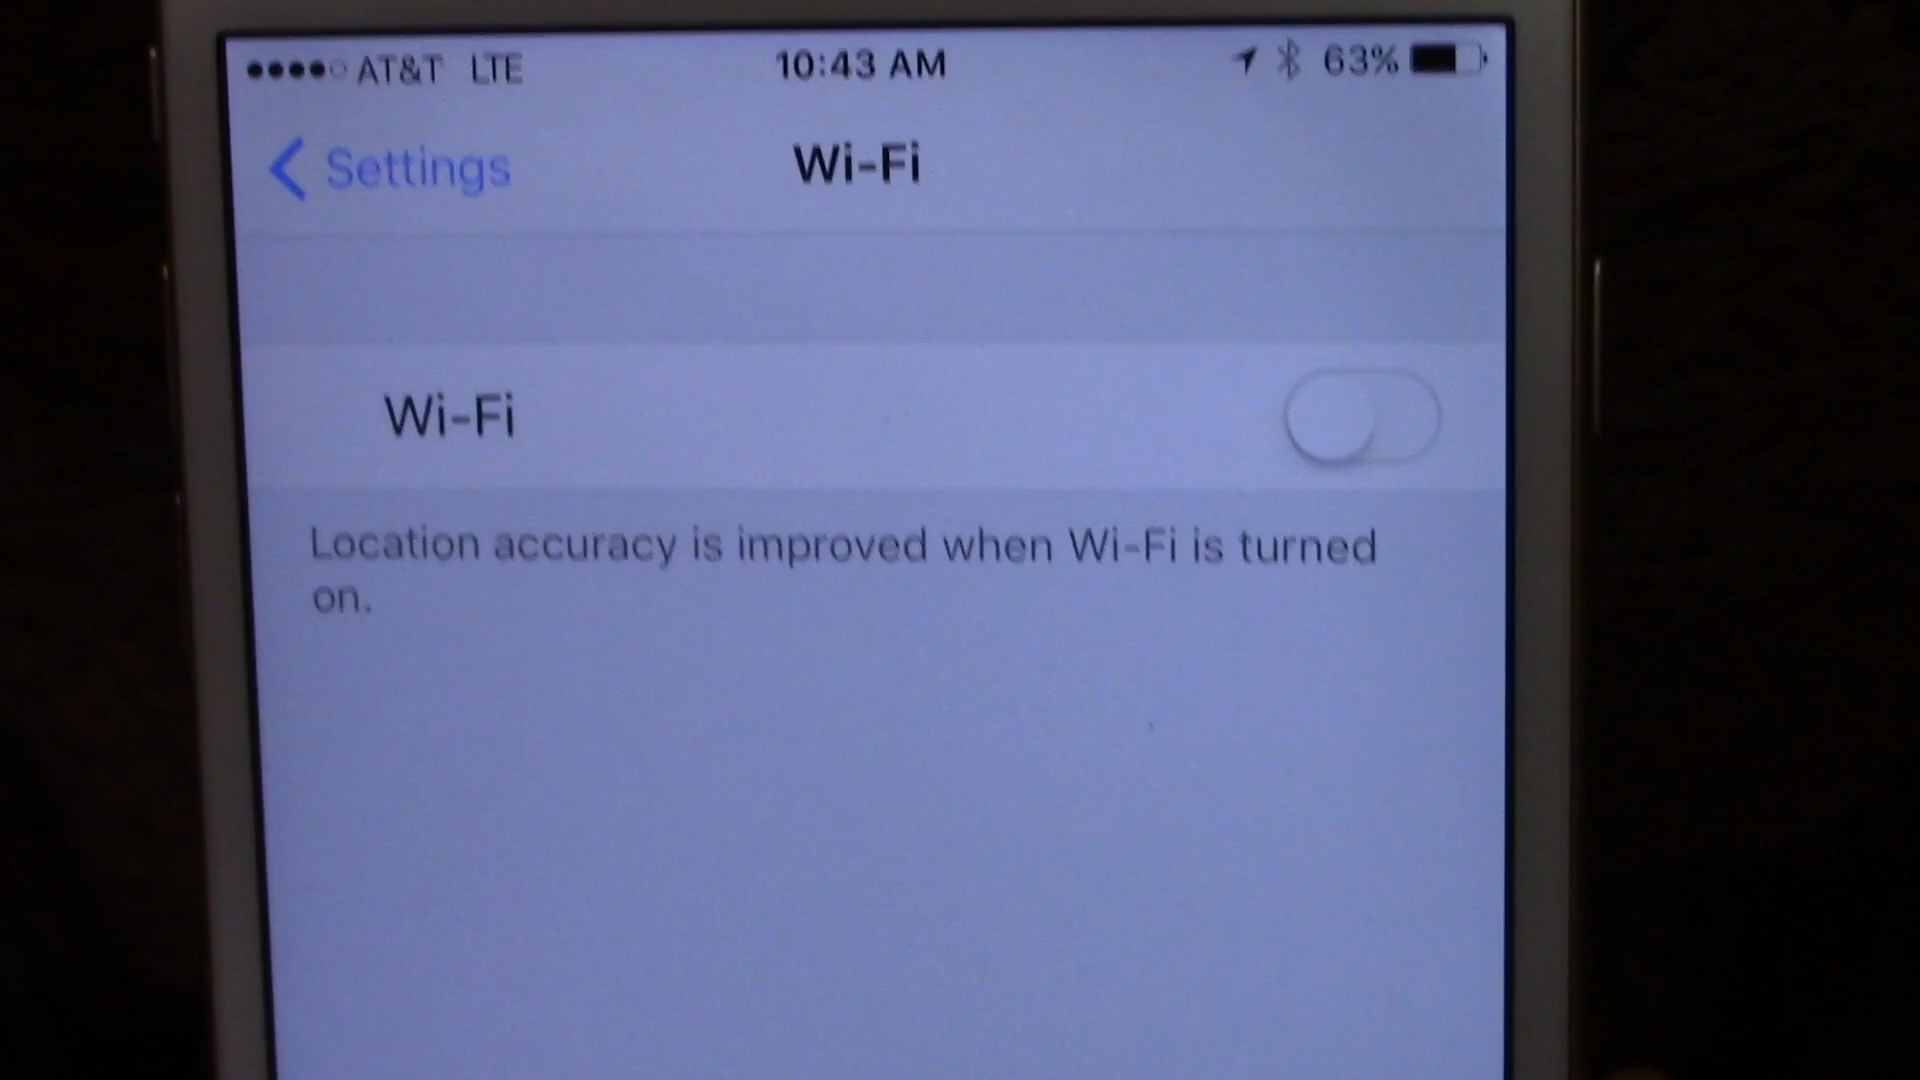 AT&T LTE 10:43 AM 63%
Settings Wi-Fi
Wi-Fi
Location accuracy is improved when Wi-Fi is turned
on.